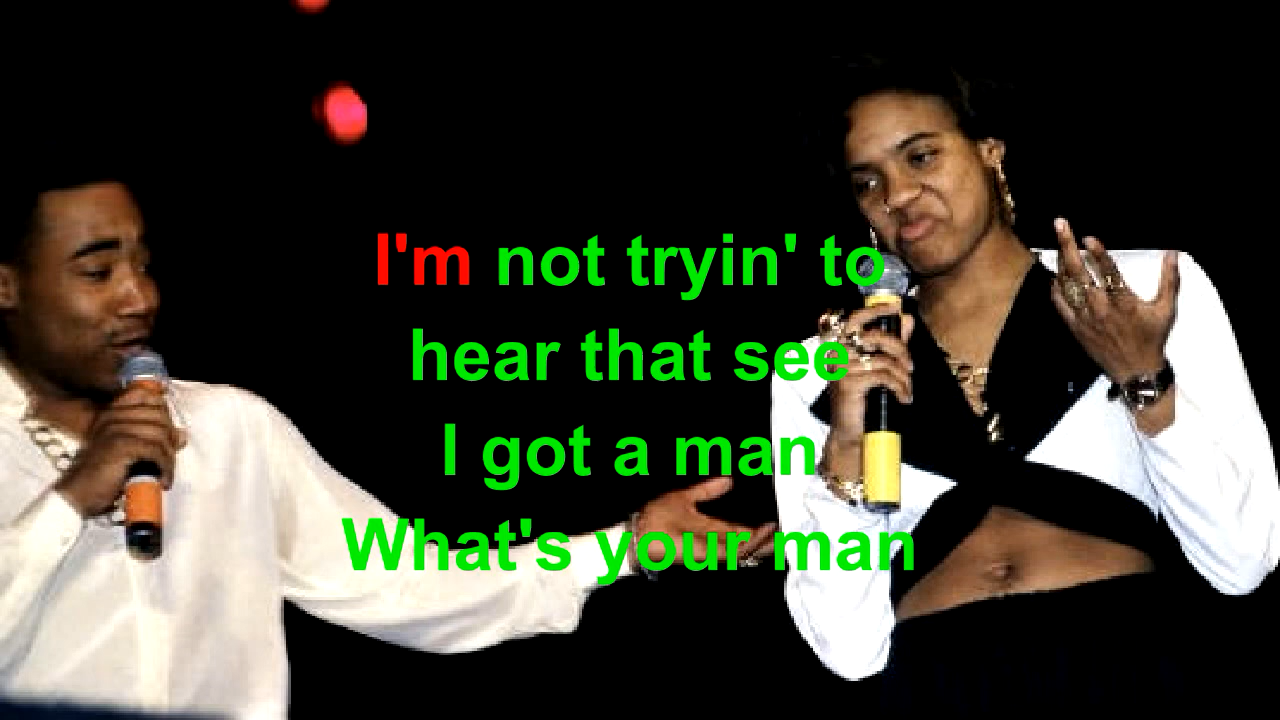 I'm not tryin' to
hear that see
I got a man
What's your man